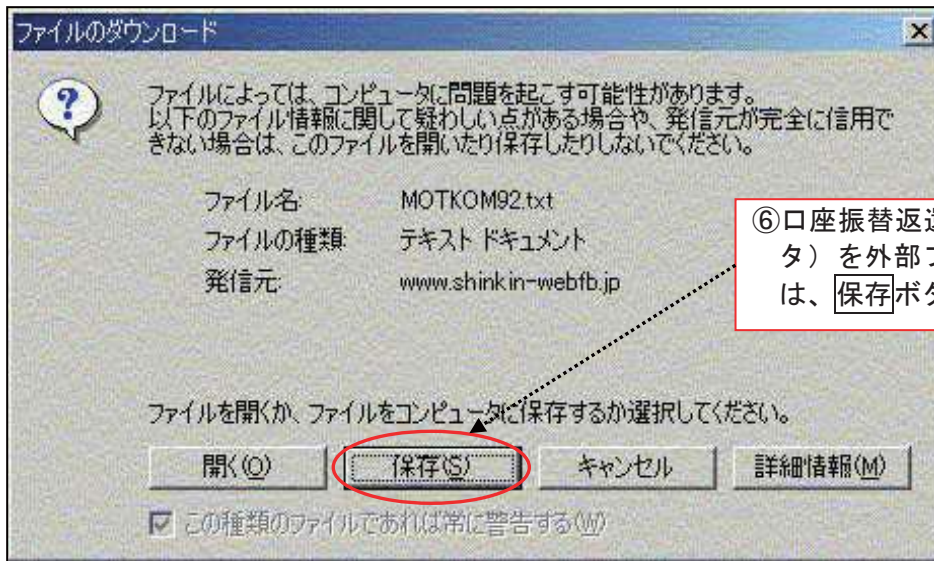 ファイルのダウンロード
ファイルによっては、コンピュータに問題を起こす可能性があります。
以下のファイル情報に関して疑わしい点がある場合や、発信元が完全に信用で
きない場合は、このファイルを開いたり保存したりしないでください。
ファイル名: MOTKOM92.txt
ファイルの種類: テキスト ドキュメント
発信元: www.shinkin-webfb.jp
⑥口座振替返還
タ）を外部フ
は、保存ボタ
ファイルを開くか、ファイルをコンピュータに保存するか選択してください。
開く(O) 保存(S) キャンセル 詳細情報(M)
この種類のファイルであれば常に警告する(W)